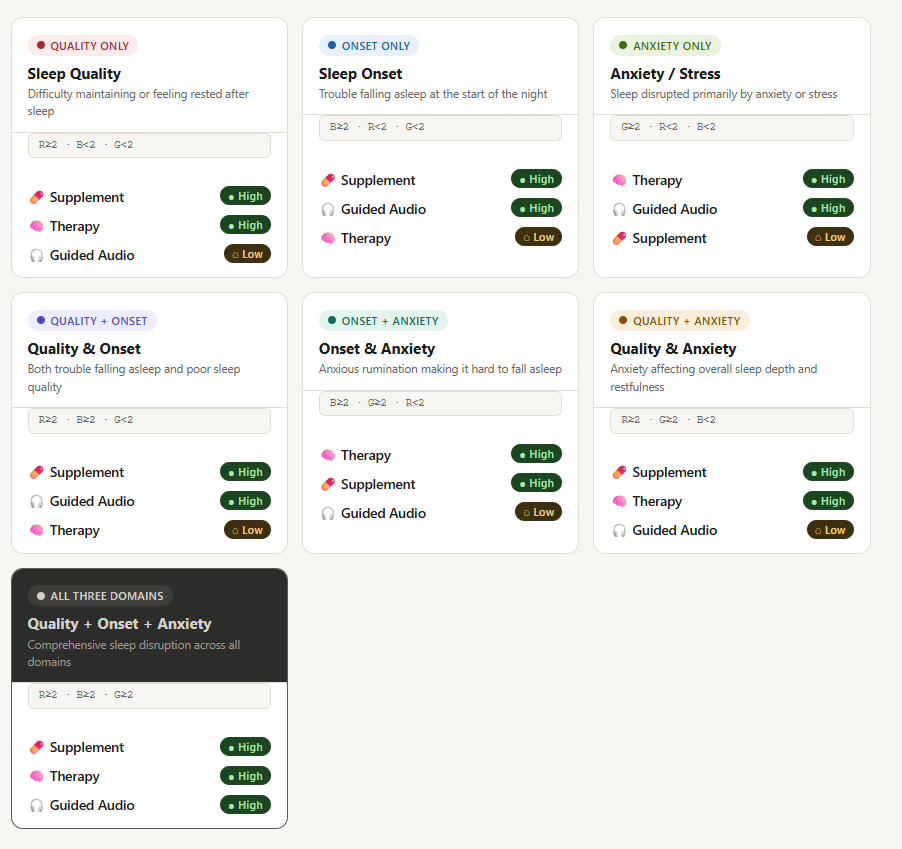 QUALITY ONLY
Sleep Quality
Difficulty maintaining or feeling rested after
sleep
R≥2 · B<2 · G<2
Supplement
High
Therapy
High
Guided Audio
Low
ONSET ONLY
Sleep Onset
Trouble falling asleep at the start of the night
B≥2 · R<2 · G<2
Supplement
High
Guided Audio
High
Therapy
Low
ANXIETY ONLY
Anxiety / Stress
Sleep disrupted primarily by anxiety or stress
G≥2 · R<2 · B<2
Therapy
High
Guided Audio
High
Supplement
Low
QUALITY + ONSET
Quality & Onset
Both trouble falling asleep and poor sleep
quality
R≥2 · B≥2 · G<2
Supplement
High
Guided Audio
High
Therapy
Low
ONSET + ANXIETY
Onset & Anxiety
Anxious rumination making it hard to fall asleep
B≥2 · G≥2 · R<2
Therapy
High
Supplement
High
Guided Audio
Low
QUALITY + ANXIETY
Quality & Anxiety
Anxiety affecting overall sleep depth and
restfulness
R≥2 · G≥2 · B<2
Supplement
High
Therapy
High
Guided Audio
Low
ALL THREE DOMAINS
Quality + Onset + Anxiety
Comprehensive sleep disruption across all
domains
R≥2 · B≥2 · G≥2
Supplement
High
Therapy
High
Guided Audio
High